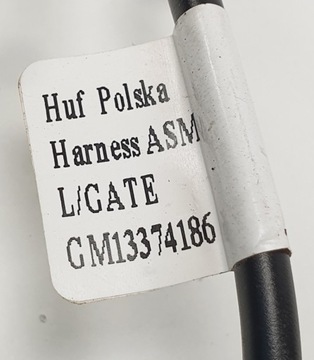 Huf Polska
Harness ASM
L/GATE
GM13374186